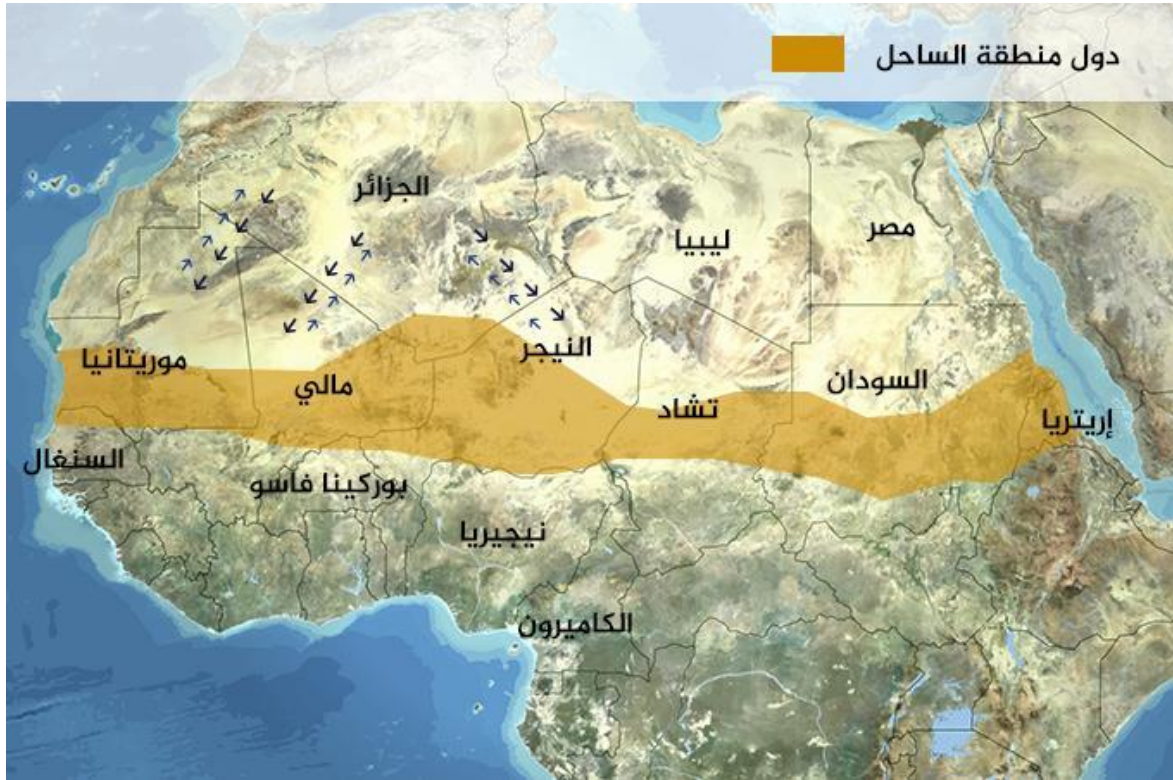 دول منطقة الساحل
الجزائر
ليبيا
مصر
موريتانيا
مالي
النيجر
تشاد
السودان
إريتريا
السنغال
بوركينا فاسو
نيجيريا
الكاميرون